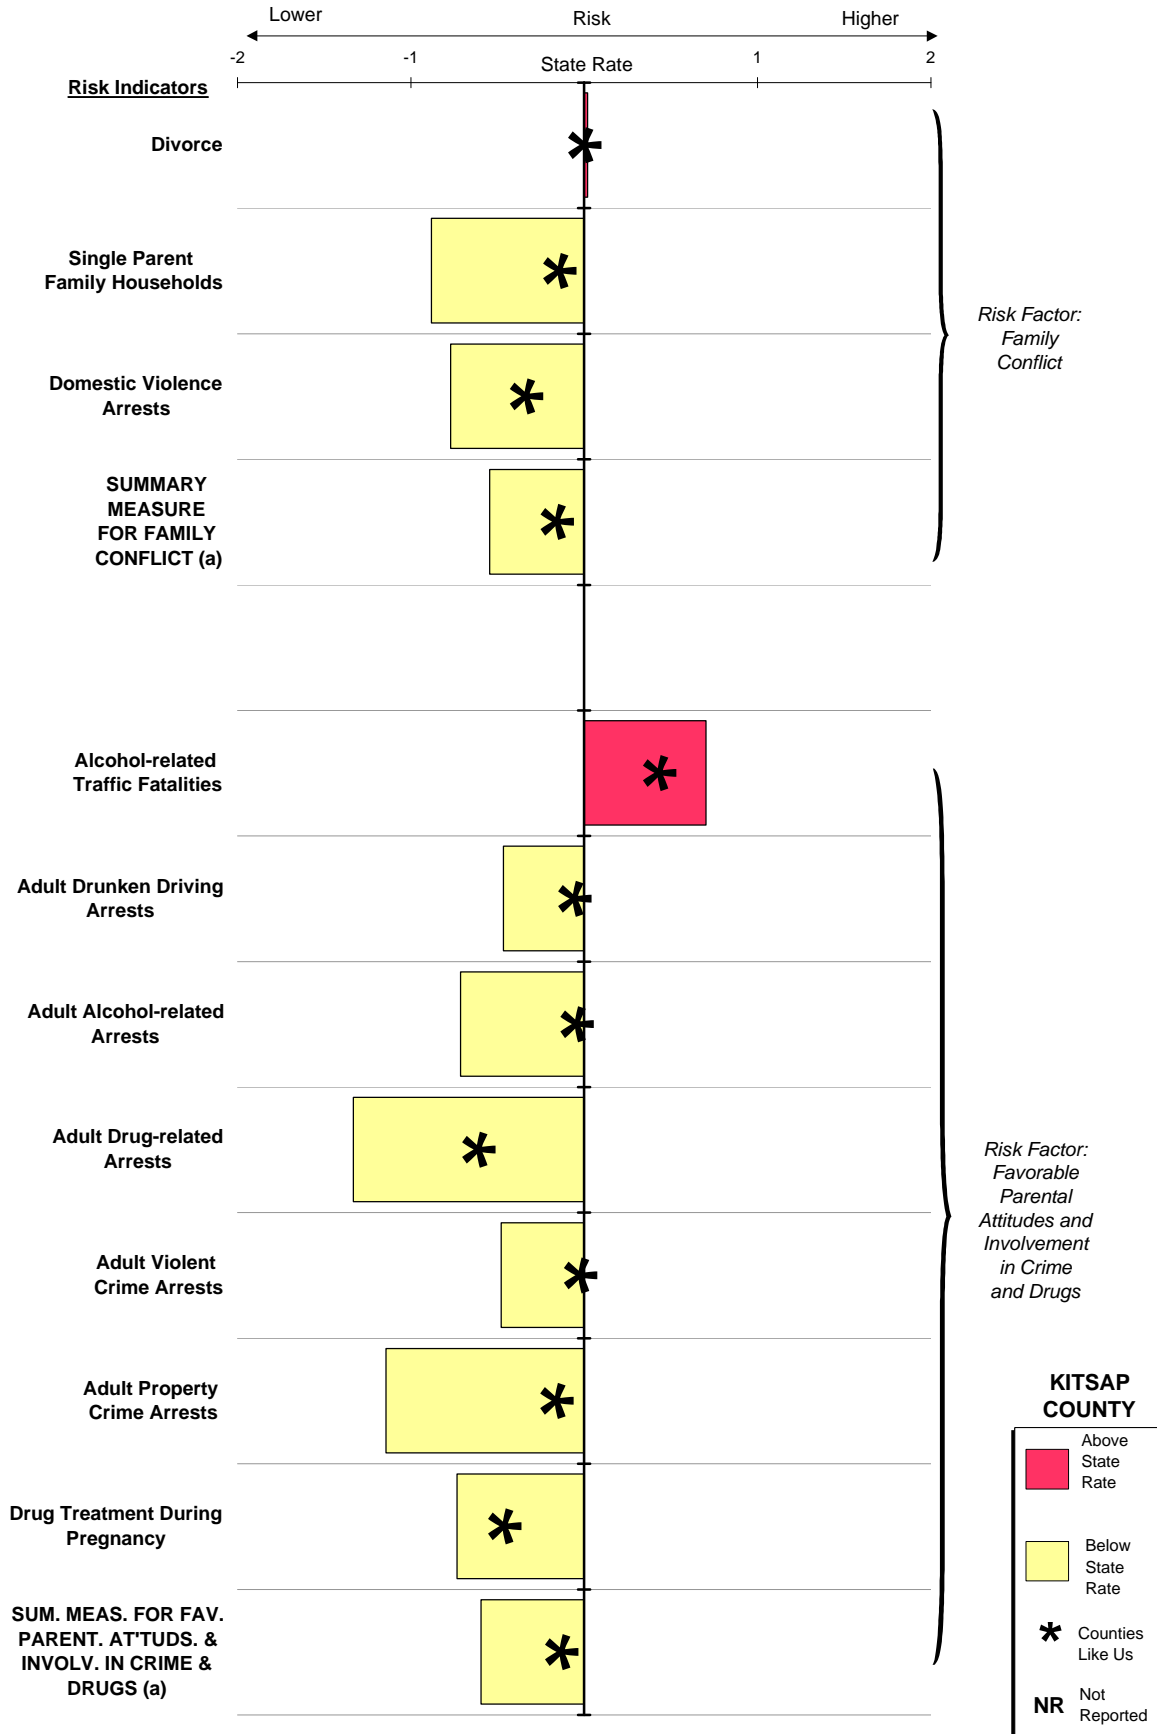 Lower Risk Higher
-2 -1 State Rate 1 2
Risk Indicators
Divorce
Single Parent
Family Households
Domestic Violence
Arrests
SUMMARY
MEASURE
FOR FAMILY
CONFLICT (a)
Risk Factor:
Family
Conflict
Alcohol-related
Traffic Fatalities
Adult Drunken Driving
Arrests
Adult Alcohol-related
Arrests
Adult Drug-related
Arrests
Adult Violent
Crime Arrests
Adult Property
Crime Arrests
Drug Treatment During
Pregnancy
SUM. MEAS. FOR FAV.
PARENT. AT'TUDS. &
INVOLV. IN CRIME &
DRUGS (a)
Risk Factor:
Favorable
Parental
Attitudes and
Involvement
in Crime
and Drugs
KITSAP
COUNTY
Above
State
Rate
Below
State
Rate
* Counties
Like Us
NR Not
Reported